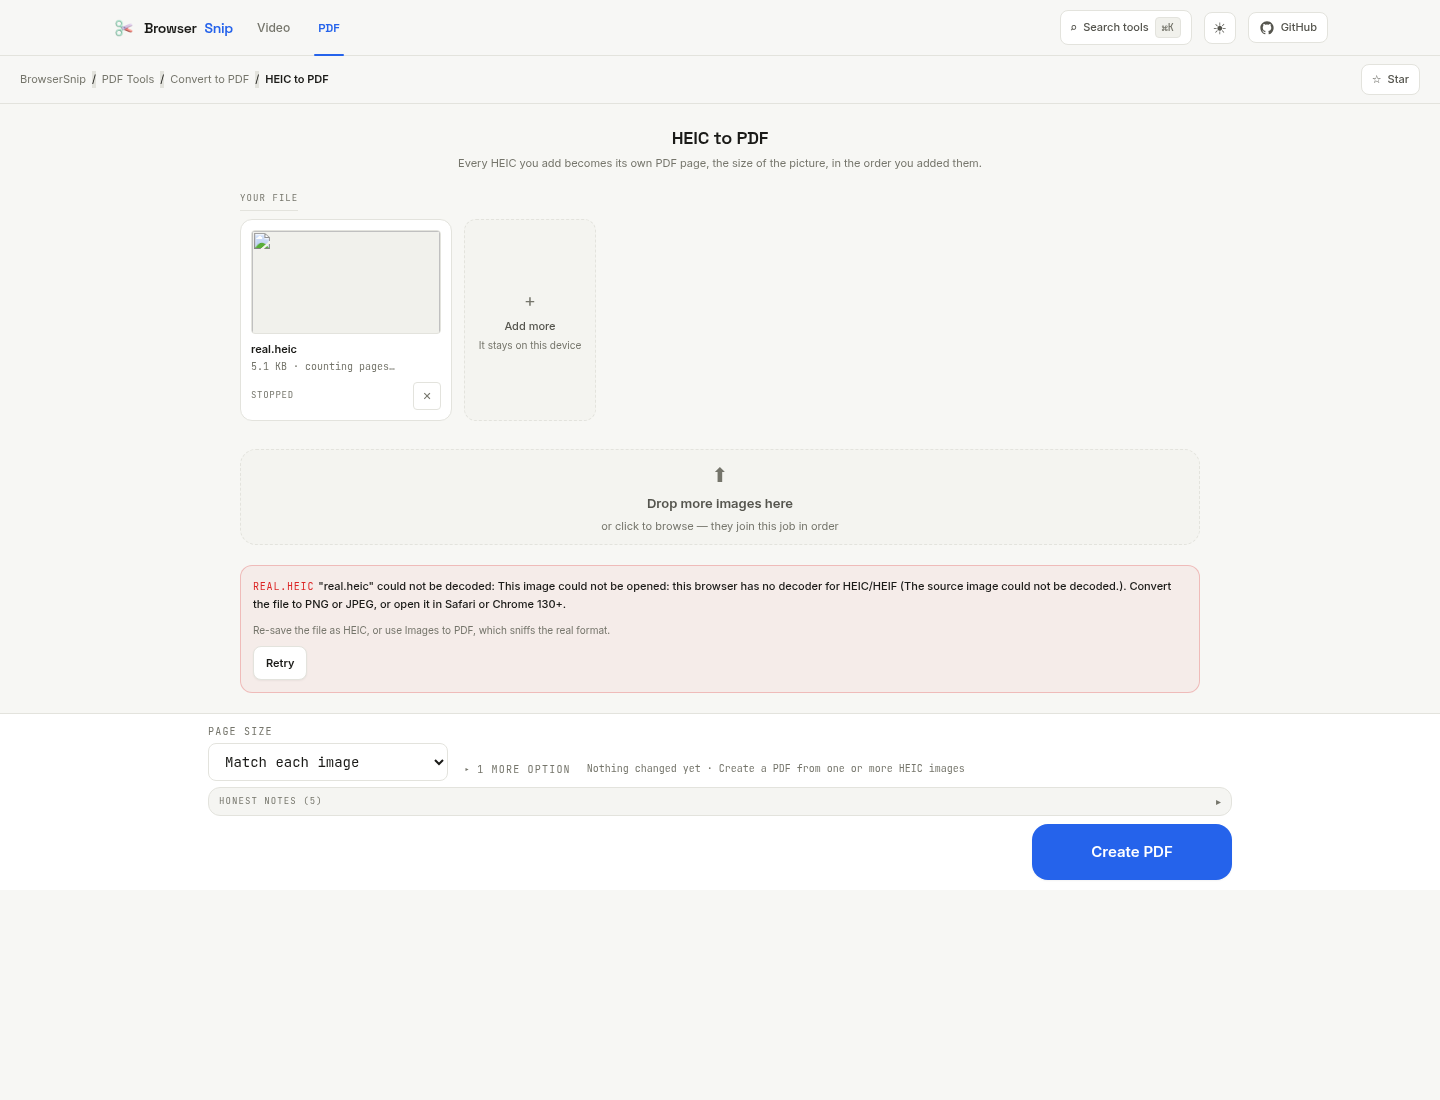 Browser Snip Video PDF Search tools ⌘K GitHub
BrowserSnip / PDF Tools / Convert to PDF / HEIC to PDF ☆ Star
HEIC to PDF
Every HEIC you add becomes its own PDF page, the size of the picture, in the order you added them.
YOUR FILE
real.heic
5.1 KB · counting pages…
STOPPED ×
+
Add more
It stays on this device
Drop more images here
or click to browse — they join this job in order
REAL.HEIC "real.heic" could not be decoded: This image could not be opened: this browser has no decoder for HEIC/HEIF (The source image could not be decoded.). Convert
the file to PNG or JPEG, or open it in Safari or Chrome 130+.
Re-save the file as HEIC, or use Images to PDF, which sniffs the real format.
Retry
PAGE SIZE
Match each image
▸ 1 MORE OPTION Nothing changed yet · Create a PDF from one or more HEIC images
HONEST NOTES (5) ▸
Create PDF